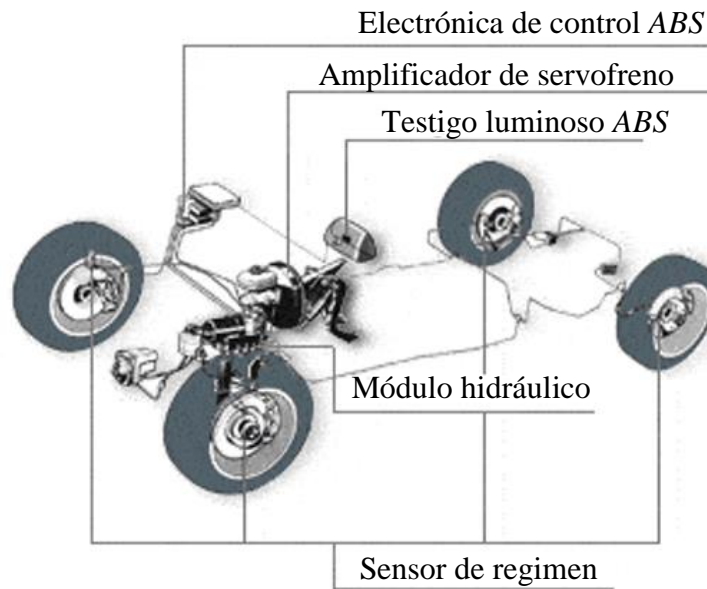 Electrónica de control ABS
Amplificador de servofreno
Testigo luminoso ABS
Módulo hidráulico
Sensor de regimen